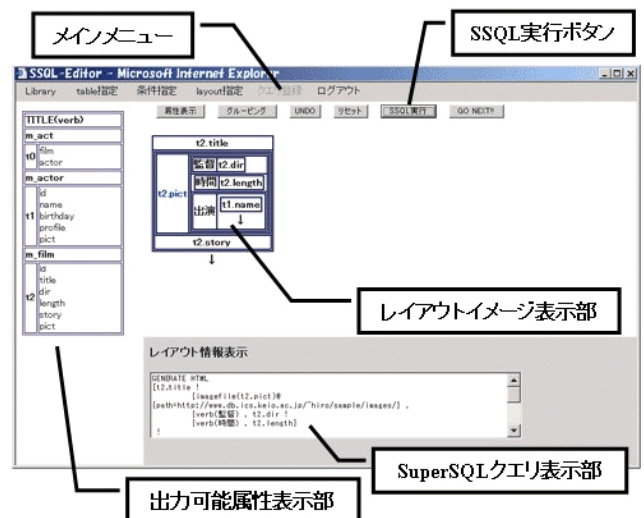 メインメニュー
SSQL実行ボタン
SSQL-Editor - Microsoft Internet Explorer
Library table指定 条件指定 layout指定 クエリ登録 ログアウト
属性表示 グルーピング UNDO リセット SSQL実行 GO NEXT!!
TITLE(verb)
m_act
t0
film
actor
m_actor
t1
id
name
birthday
profile
pict
m_film
t2
id
title
dir
length
story
pict
t2.title
t2.pict
監督 t2.dir
時間 t2.length
出演 t1.name
↓
t2.story
↓
レイアウトイメージ表示部
レイアウト情報表示
GENERATE HTML
[t2.title !
[imagefile(t2.pict)@
{path=http://www.db.ics.keio.ac.jp/~hiro/sample/images/} ,
[verb(監督) , t2.dir !
[verb(時間) , t2.length]
!
SuperSQLクエリ表示部
出力可能属性表示部